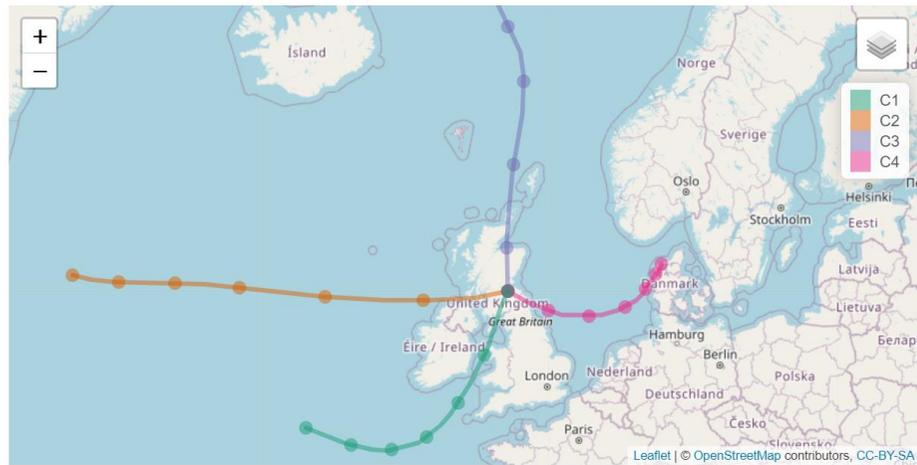 +
−
Ísland
Norge
C1
C2
C3
C4
Sverige
Oslo
Helsinki
Stockholm
Eesti
Latvija
Danmark
Lietuva
United Kingdom
Great Britain
Éire / Ireland
Hamburg
Berlin
London
Nederland
Polska
Deutschland
Paris
Česko
Slovensko
Leaflet | © OpenStreetMap contributors, CC-BY-SA